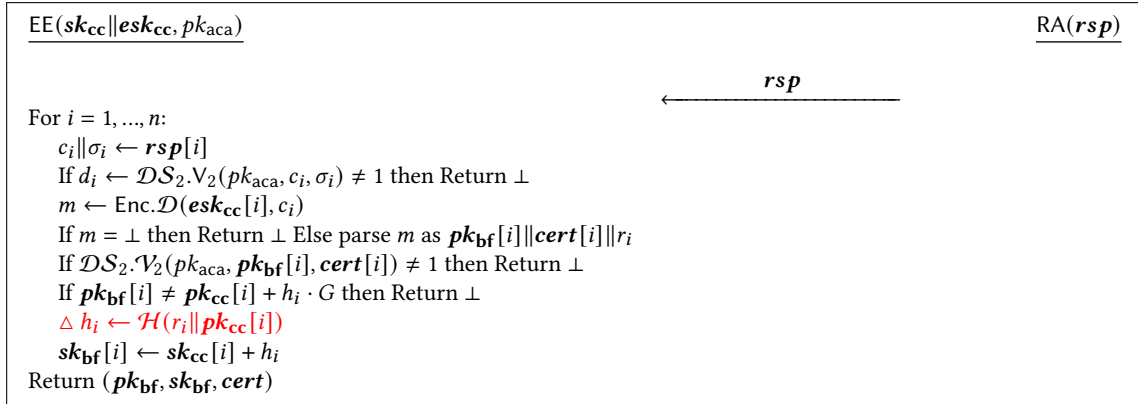 EE(sk_cc||esk_cc, pk_aca) RA(rsp)
rsp
For i = 1, ..., n:
c_i||σ_i ← rsp[i]
If d_i ← DS_2.V_2(pk_aca, c_i, σ_i) ≠ 1 then Return ⊥
m ← Enc.D(esk_cc[i], c_i)
If m = ⊥ then Return ⊥ Else parse m as pk_bf[i]||cert[i]||r_i
If DS_2.V_2(pk_aca, pk_bf[i], cert[i]) ≠ 1 then Return ⊥
If pk_bf[i] ≠ pk_cc[i] + h_i · G then Return ⊥
△ h_i ← H(r_i||pk_cc[i])
sk_bf[i] ← sk_cc[i] + h_i
Return (pk_bf, sk_bf, cert)